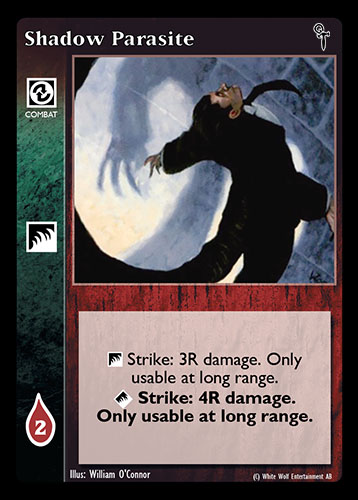 Shadow Parasite
COMBAT
Strike: 3R damage. Only
usable at long range.
Strike: 4R damage.
Only usable at long range.
2
Illus: William O'Connor
(C) White Wolf Entertainment AB